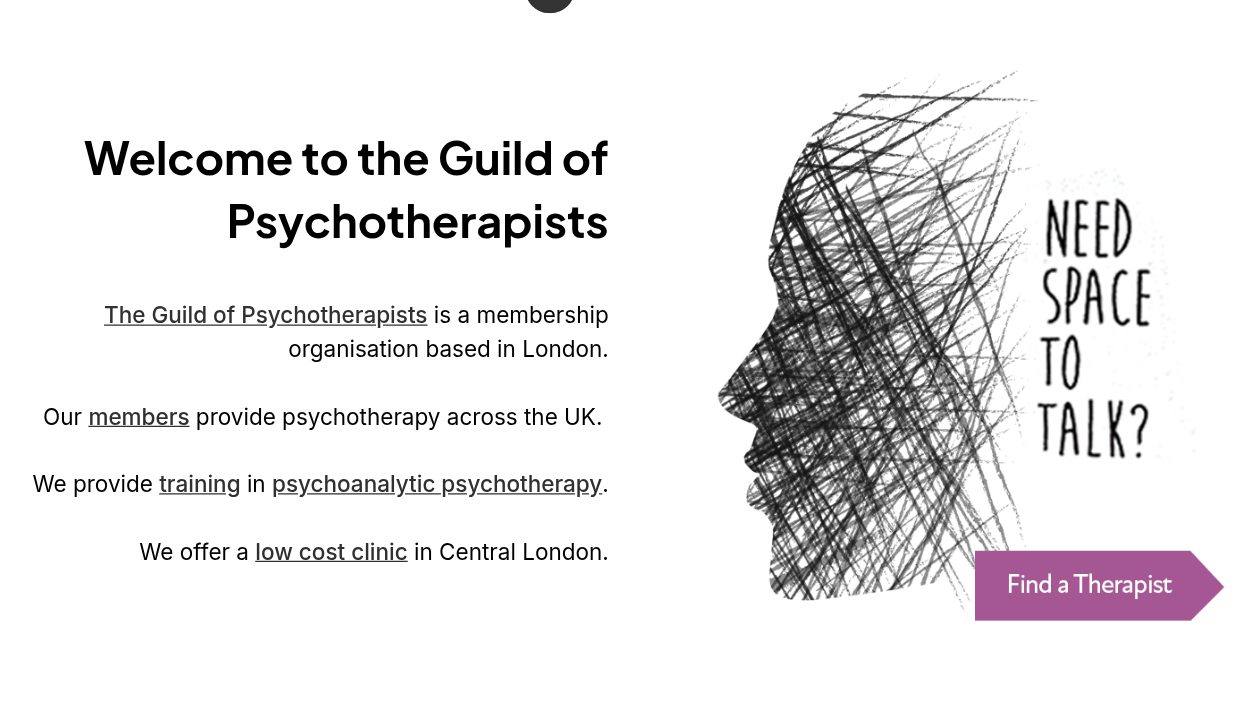 Welcome to the Guild of
Psychotherapists
The Guild of Psychotherapists is a membership
organisation based in London.
Our members provide psychotherapy across the UK.
We provide training in psychoanalytic psychotherapy.
We offer a low cost clinic in Central London.
NEED
SPACE
TO
TALK?
Find a Therapist